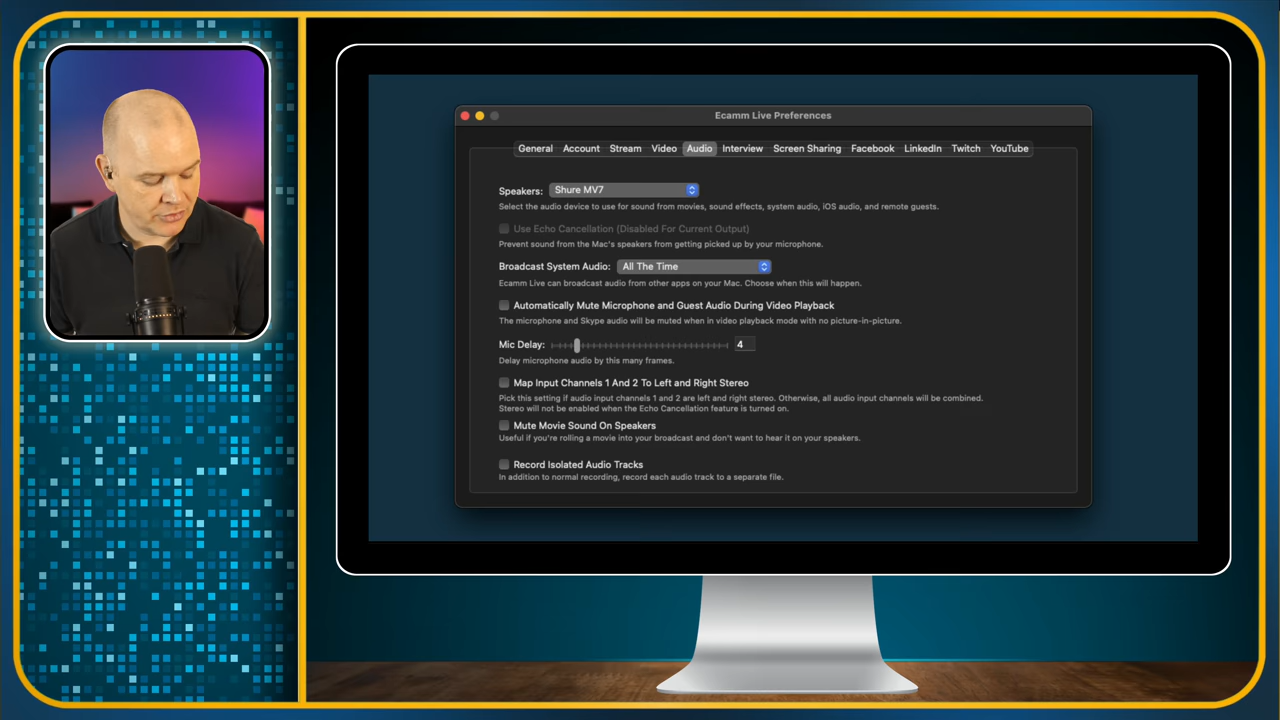 Ecamm Live Preferences
General Account Stream Video Audio Interview Screen Sharing Facebook LinkedIn Twitch YouTube
Speakers: Shure MV7
Select the audio device to use for sound from movies, sound effects, system audio, iOS audio, and remote guests.
Use Echo Cancellation (Disabled For Current Output)
Prevent sound from the Mac's speakers from getting picked up by your microphone.
Broadcast System Audio: All The Time
Ecamm Live can broadcast audio from other apps on your Mac. Choose when this will happen.
Automatically Mute Microphone and Guest Audio During Video Playback
The microphone and Skype audio will be muted when in video playback mode with no picture-in-picture.
Mic Delay: 4
Delay microphone audio by this many frames.
Map Input Channels 1 And 2 To Left and Right Stereo
Pick this setting if audio input channels 1 and 2 are left and right stereo. Otherwise, all audio input channels will be combined.
Stereo will not be enabled when the Echo Cancellation feature is turned on.
Mute Movie Sound On Speakers
Useful if you're rolling a movie into your broadcast and don't want to hear it on your speakers.
Record Isolated Audio Tracks
In addition to normal recording, record each audio track to a separate file.